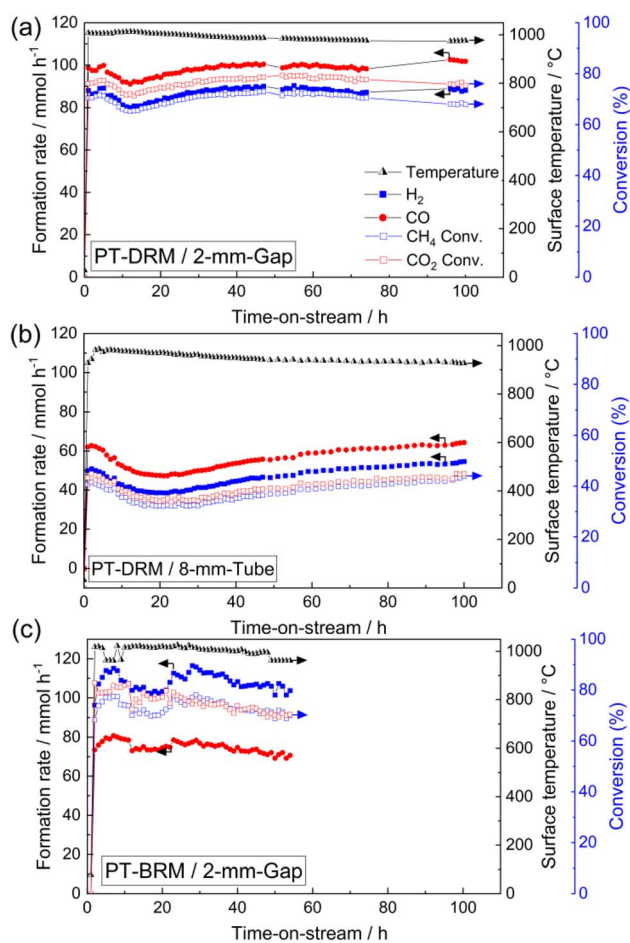 (a)
120
100
80
60
40
20
0
Formation rate / mmol h⁻¹
1000
800
600
400
200
0
Surface temperature / °C
100
80
60
40
20
0
Conversion (%)
Temperature
H₂
CO
CH₄ Conv.
CO₂ Conv.
PT-DRM / 2-mm-Gap
0 20 40 60 80 100
Time-on-stream / h
(b)
120
100
80
60
40
20
0
Formation rate / mmol h⁻¹
1000
800
600
400
200
0
Surface temperature / °C
100
80
60
40
20
0
Conversion (%)
PT-DRM / 8-mm-Tube
0 20 40 60 80 100
Time-on-stream / h
(c)
120
100
80
60
40
20
0
Formation rate / mmol h⁻¹
1000
800
600
400
200
0
Surface temperature / °C
100
80
60
40
20
0
Conversion (%)
PT-BRM / 2-mm-Gap
0 20 40 60 80 100
Time-on-stream / h